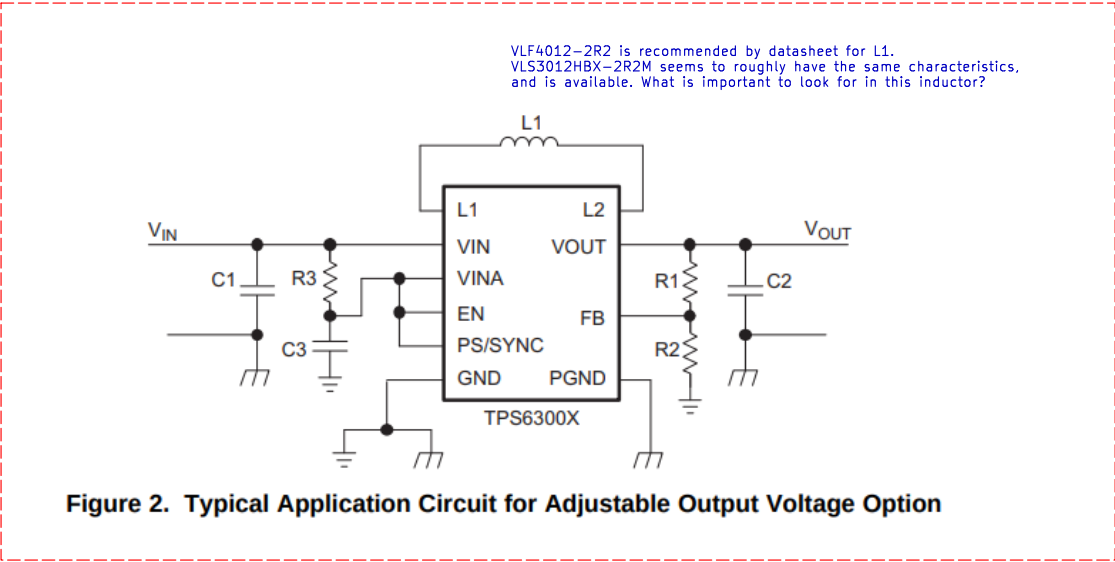 VLF4012-2R2 is recommended by datasheet for L1.
VLS3012HBX-2R2M seems to roughly have the same characteristics,
and is available. What is important to look for in this inductor?
L1
L1 L2
VIN VOUT
VIN VOUT
C1 R3 VINA R1 C2
EN FB
C3 PS/SYNC R2
GND PGND
TPS6300X
Figure 2. Typical Application Circuit for Adjustable Output Voltage Option